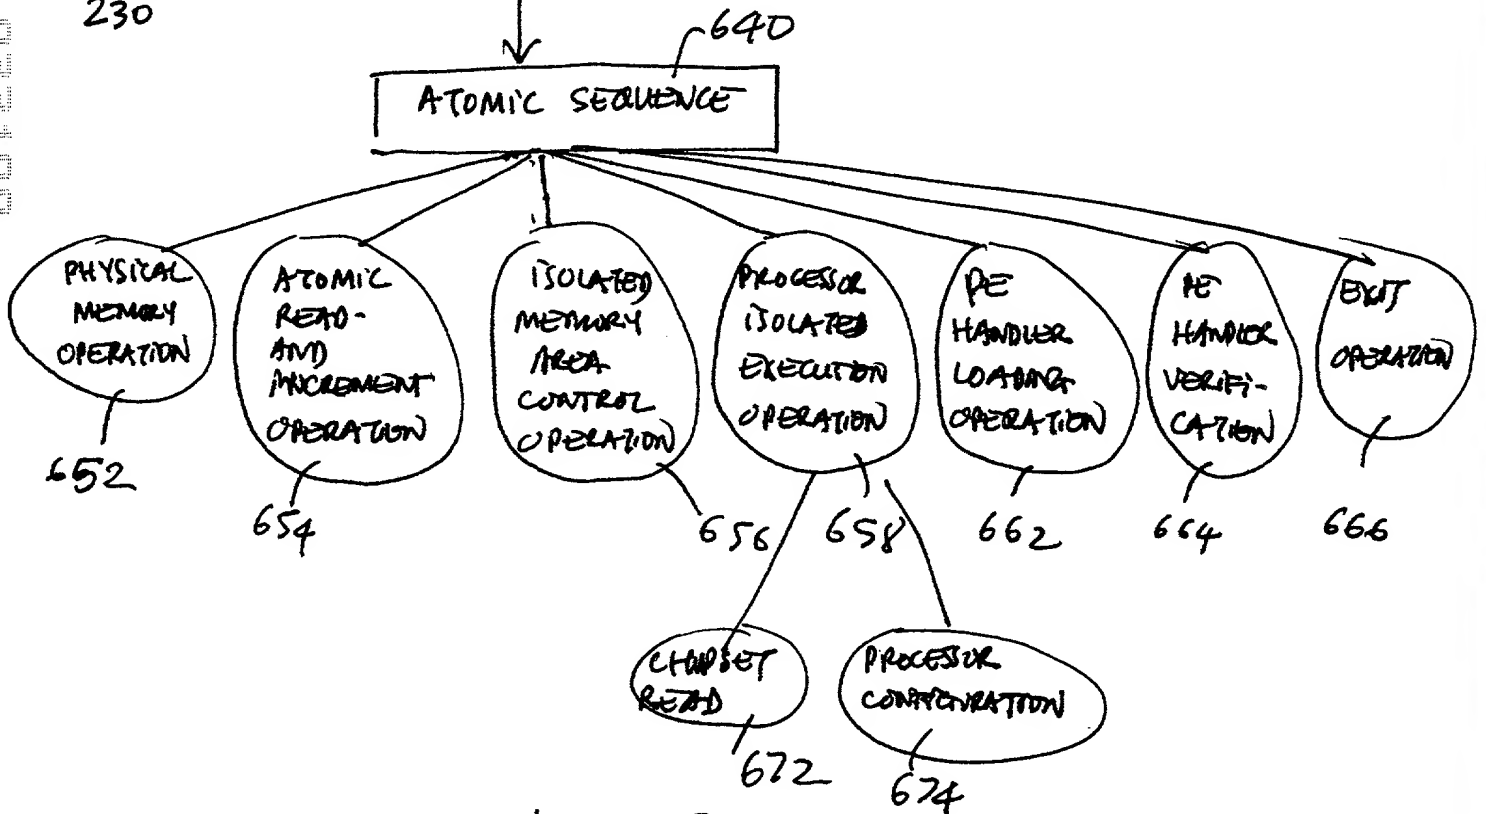 230
640
ATOMIC SEQUENCE
PHYSICAL
MEMORY
OPERATION
652
ATOMIC
READ-
AND
INCREMENT
OPERATION
654
ISOLATED
MEMORY
AREA
CONTROL
OPERATION
656
PROCESSOR
ISOLATED
EXECUTION
OPERATION
658
PE
HANDLER
LOADING
OPERATION
662
PE
HANDLER
VERIFI-
CATION
664
EXIT
OPERATION
666
CHIPSET
READ
672
PROCESSOR
CONFIGURATION
674